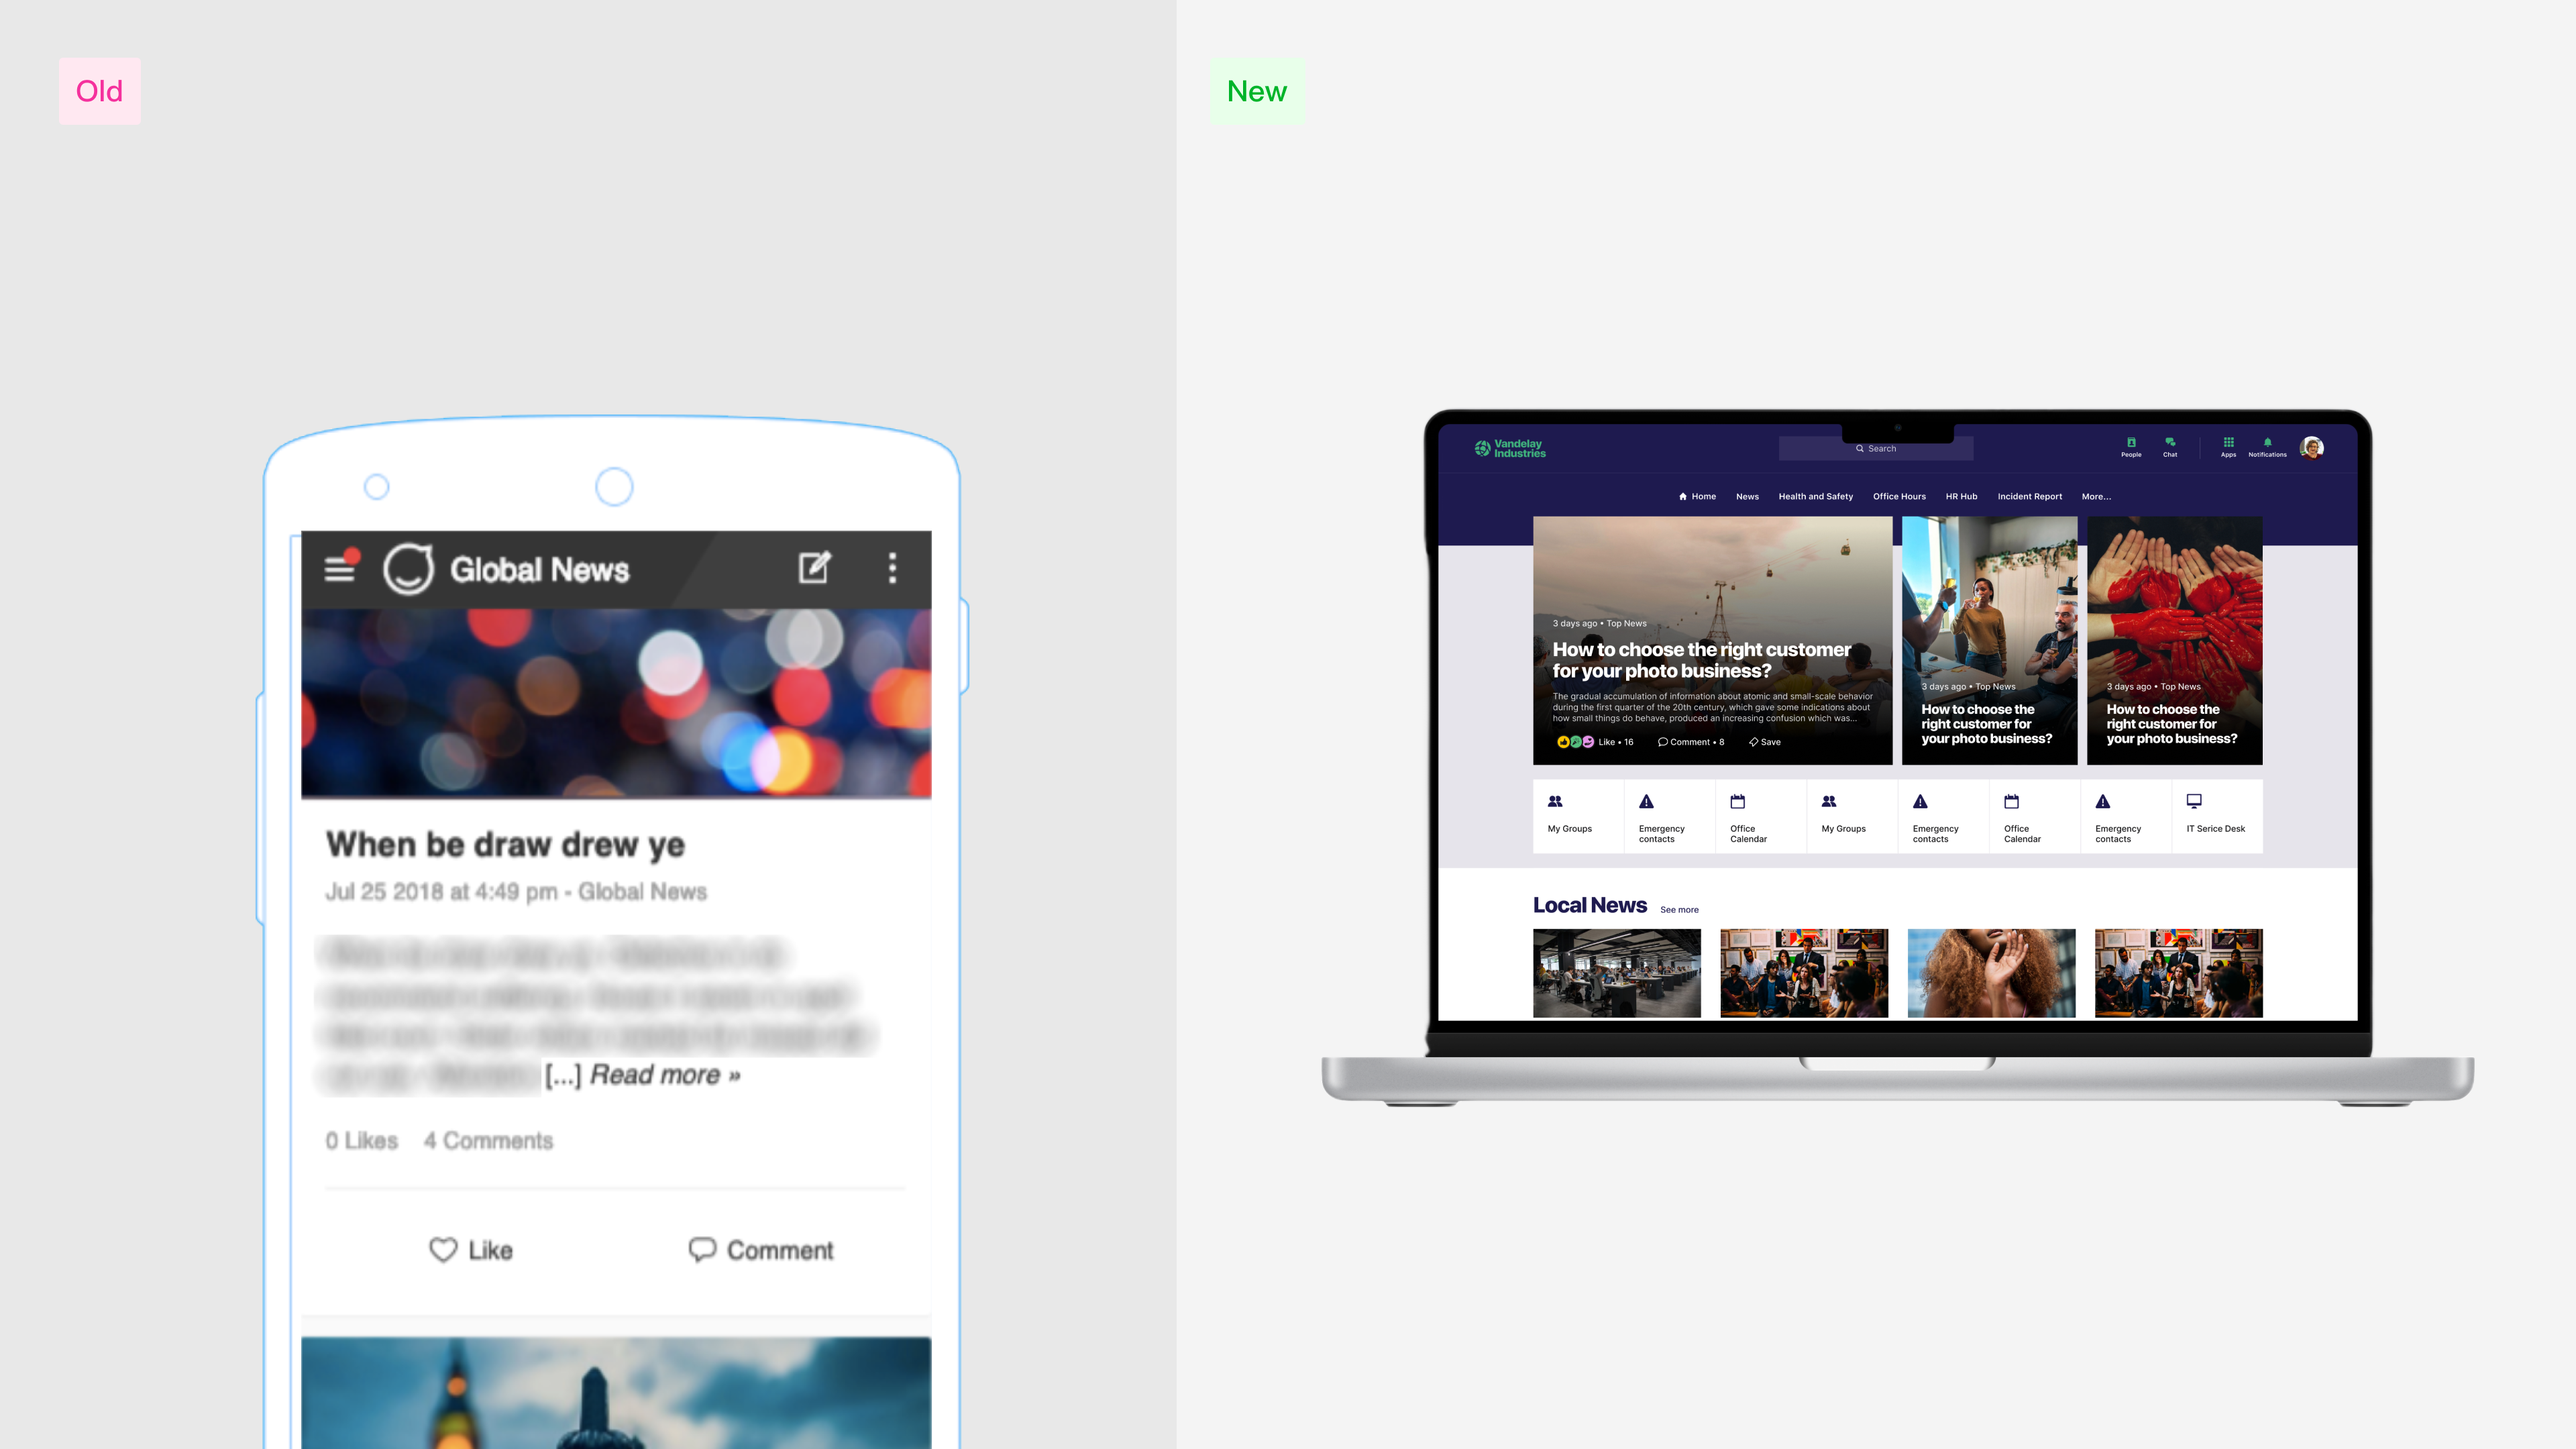 Old
Global News
When be draw drew ye
Jul 25 2018 at 4:49 pm - Global News
[...] Read more »
0 Likes 4 Comments
Like Comment
New
Vandelay
Industries
Search
People Chat Apps Notifications
Home News Health and Safety Office Hours HR Hub Incident Report More...
3 days ago • Top News
How to choose the right customer
for your photo business?
The gradual accumulation of information about atomic and small-scale behavior
during the first quarter of the 20th century, which gave some indications about
how small things do behave, produced an increasing confusion which was...
Like • 16 Comment • 8 Save
3 days ago • Top News
How to choose the
right customer for
your photo business?
3 days ago • Top News
How to choose the
right customer for
your photo business?
My Groups
Emergency
contacts
Office
Calendar
My Groups
Emergency
contacts
Office
Calendar
Emergency
contacts
IT Serice Desk
Local News See more